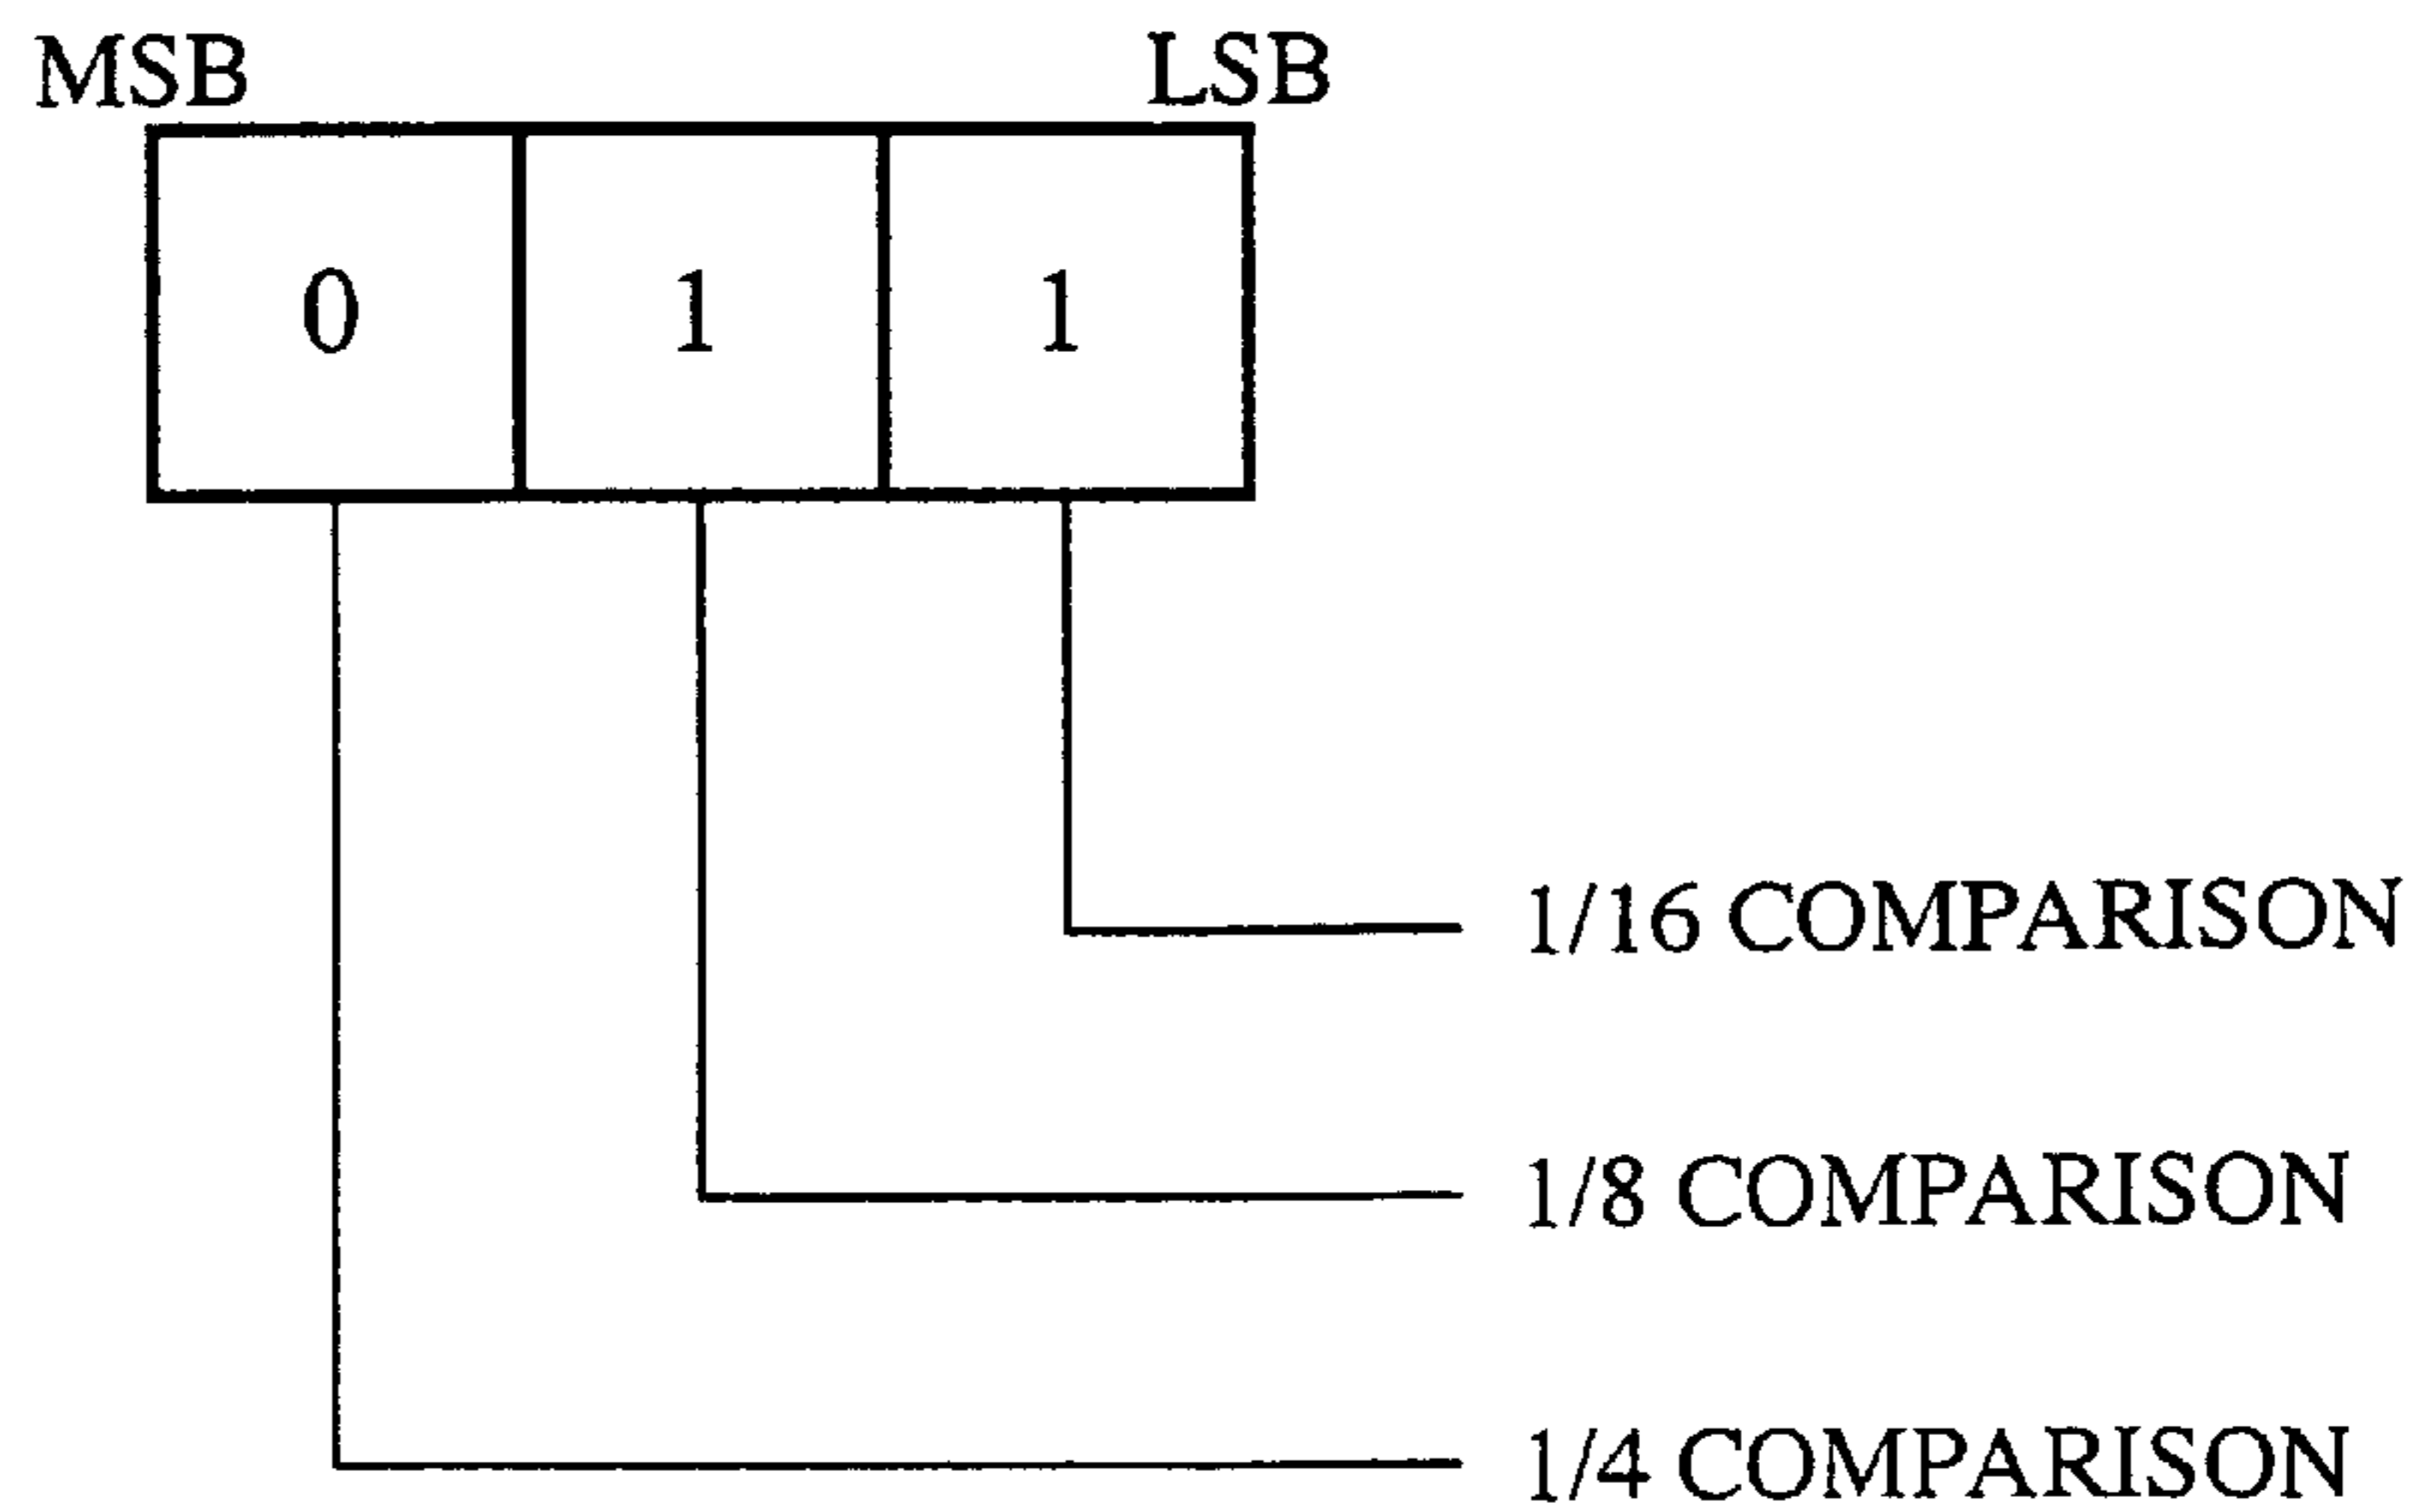 MSB LSB
0 1 1
1/16 COMPARISON
1/8 COMPARISON
1/4 COMPARISON